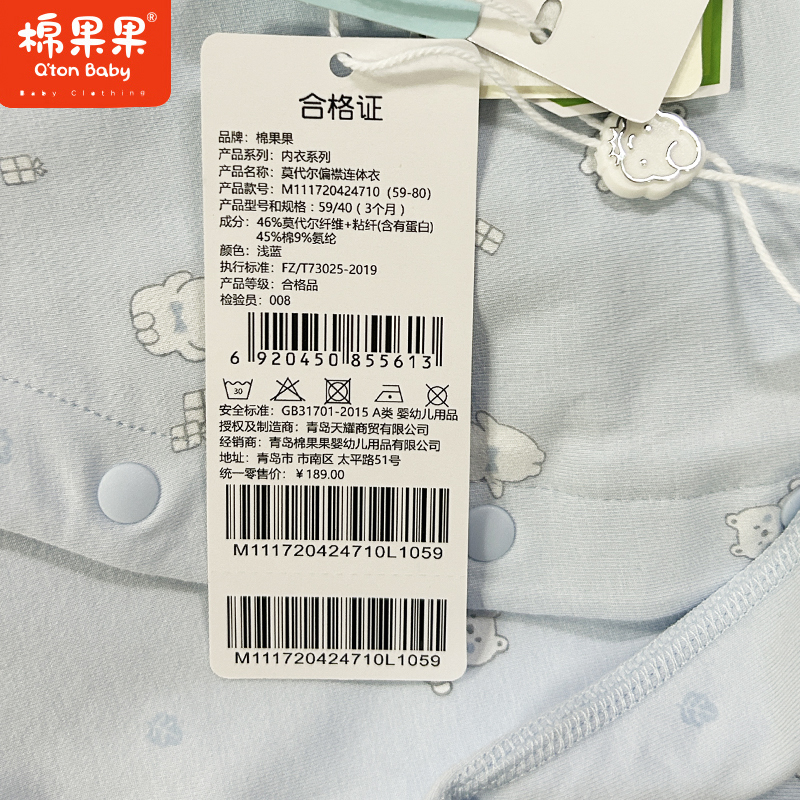 棉果果®
Q'ton Baby
Baby Clothing
合格证
品牌：棉果果
产品系列：内衣系列
产品名称：莫代尔偏襟连体衣
产品款号：M111720424710（59-80）
产品型号和规格：59/40（3个月）
成分：46%莫代尔纤维+粘纤(含有蛋白)
45%棉9%氨纶
颜色：浅蓝
执行标准：FZ/T73025-2019
产品等级：合格品
检验员：008
6 920450 855613
30
安全标准：GB31701-2015 A类 婴幼儿用品
授权及制造商：青岛天耀商贸有限公司
经销商：青岛棉果果婴幼儿用品有限公司
地址：青岛市 市南区 太平路51号
统一零售价：￥189.00
M111720424710L1059
M111720424710L1059